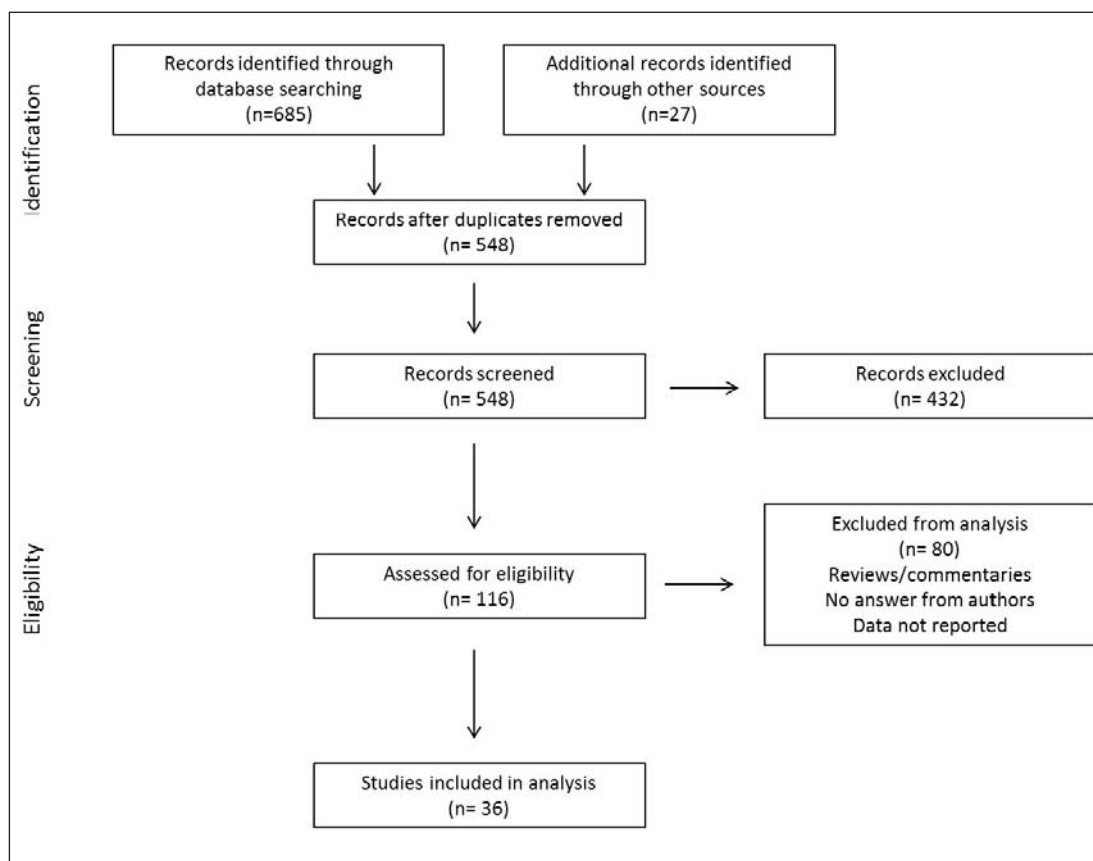 Identification
Records identified through
database searching
(n=685)
Additional records identified
through other sources
(n=27)
Records after duplicates removed
(n= 548)
Screening
Records screened
(n= 548)
Records excluded
(n= 432)
Eligibility
Assessed for eligibility
(n= 116)
Excluded from analysis
(n= 80)
Reviews/commentaries
No answer from authors
Data not reported
Studies included in analysis
(n= 36)